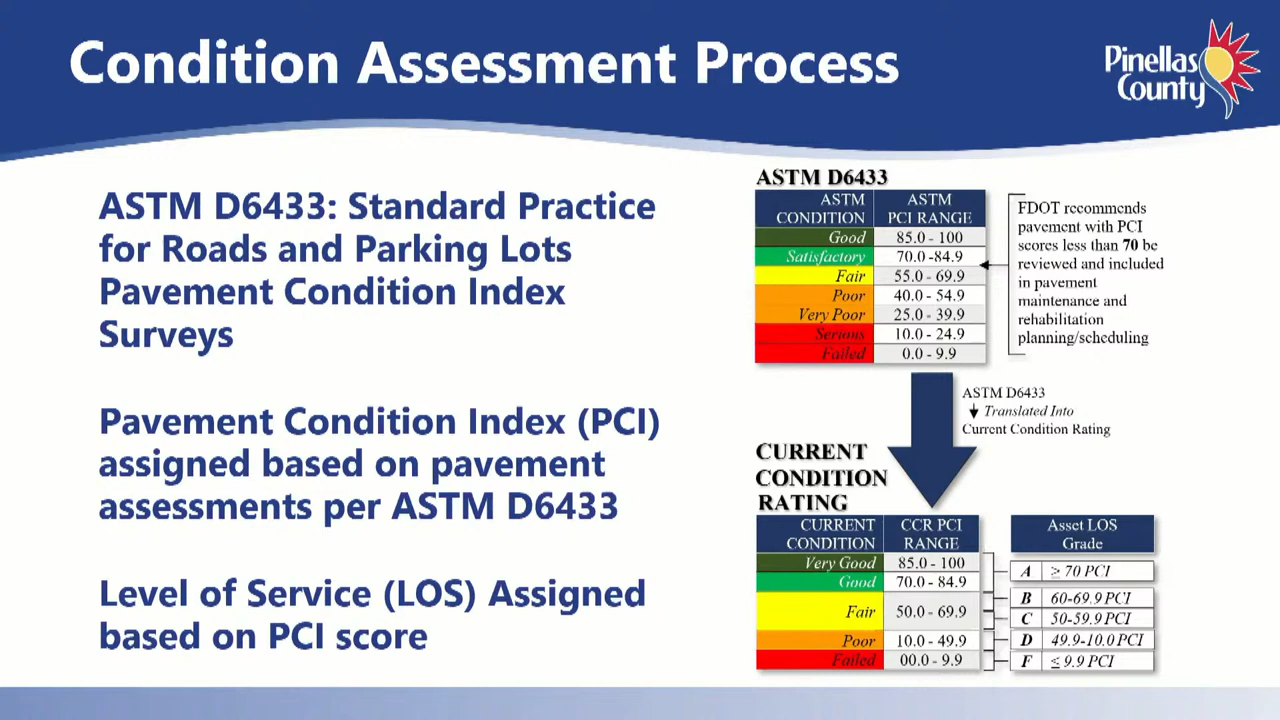 Condition Assessment Process
Pinellas
County
ASTM D6433: Standard Practice
for Roads and Parking Lots
Pavement Condition Index
Surveys
Pavement Condition Index (PCI)
assigned based on pavement
assessments per ASTM D6433
Level of Service (LOS) Assigned
based on PCI score
ASTM D6433
ASTM CONDITION ASTM PCI RANGE
Good 85.0 - 100
Satisfactory 70.0 -84.9
Fair 55.0 - 69.9
Poor 40.0 - 54.9
Very Poor 25.0 - 39.9
Serious 10.0 - 24.9
Failed 0.0 - 9.9
FDOT recommends
pavement with PCI
scores less than 70 be
reviewed and included
in pavement
maintenance and
rehabilitation
planning/scheduling
ASTM D6433
Translated Into
Current Condition Rating
CURRENT
CONDITION
RATING
CURRENT CONDITION CCR PCI RANGE
Very Good 85.0 - 100
Good 70.0 - 84.9
Fair 50.0 - 69.9
Poor 10.0 - 49.9
Failed 00.0 - 9.9
Asset LOS
Grade
A ≥ 70 PCI
B 60-69.9 PCI
C 50-59.9 PCI
D 49.9-10.0 PCI
F ≤ 9.9 PCI